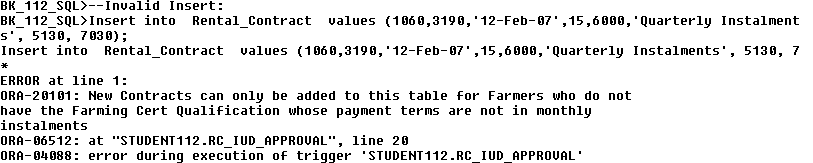 BK_112_SQL>--Invalid Insert:
BK_112_SQL>Insert into  Rental_Contract  values (1060,3190,'12-Feb-07',15,6000,'Quarterly Instalment
s', 5130, 7030);
Insert into  Rental_Contract  values (1060,3190,'12-Feb-07',15,6000,'Quarterly Instalments', 5130, 7
*
ERROR at line 1:
ORA-20101: New Contracts can only be added to this table for Farmers who do not
have the Farming Cert Qualification whose payment terms are not in monthly
instalments
ORA-06512: at "STUDENT112.RC_IUD_APPROVAL", line 20
ORA-04088: error during execution of trigger 'STUDENT112.RC_IUD_APPROVAL'